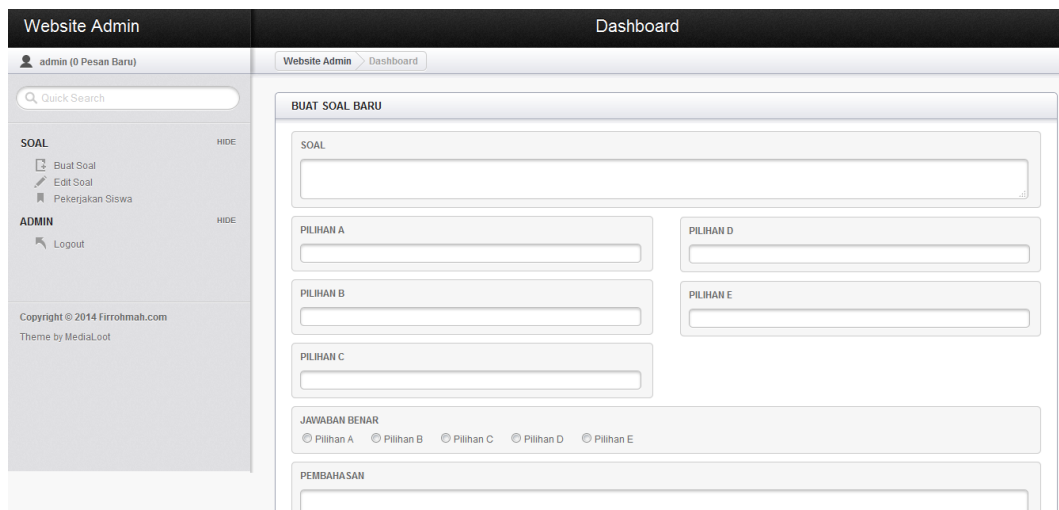 Website Admin
Dashboard
admin (0 Pesan Baru)
Website Admin
Dashboard
Quick Search
SOAL
HIDE
Buat Soal
Edit Soal
Pekerjakan Siswa
ADMIN
HIDE
Logout
Copyright © 2014 Firrohmah.com
Theme by MediaLoot
BUAT SOAL BARU
SOAL
PILIHAN A
PILIHAN D
PILIHAN B
PILIHAN E
PILIHAN C
JAWABAN BENAR
Pilihan A Pilihan B Pilihan C Pilihan D Pilihan E
PEMBAHASAN